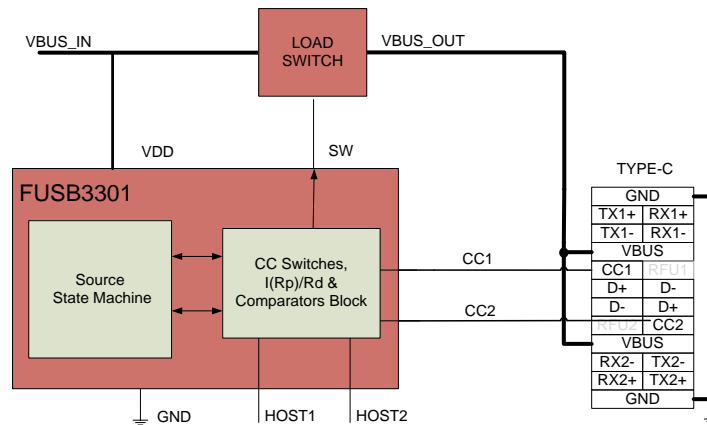 VBUS_IN
LOAD
SWITCH
VBUS_OUT
VDD
SW
TYPE-C
FUSB3301
GND
TX1+ RX1+
TX1- RX1-
VBUS
CC1 RFU1
D+ D-
D- D+
RFU2 CC2
VBUS
RX2- TX2-
RX2+ TX2+
GND
Source
State Machine
CC Switches,
I(Rp)/Rd &
Comparators Block
CC1
CC2
GND
HOST1
HOST2